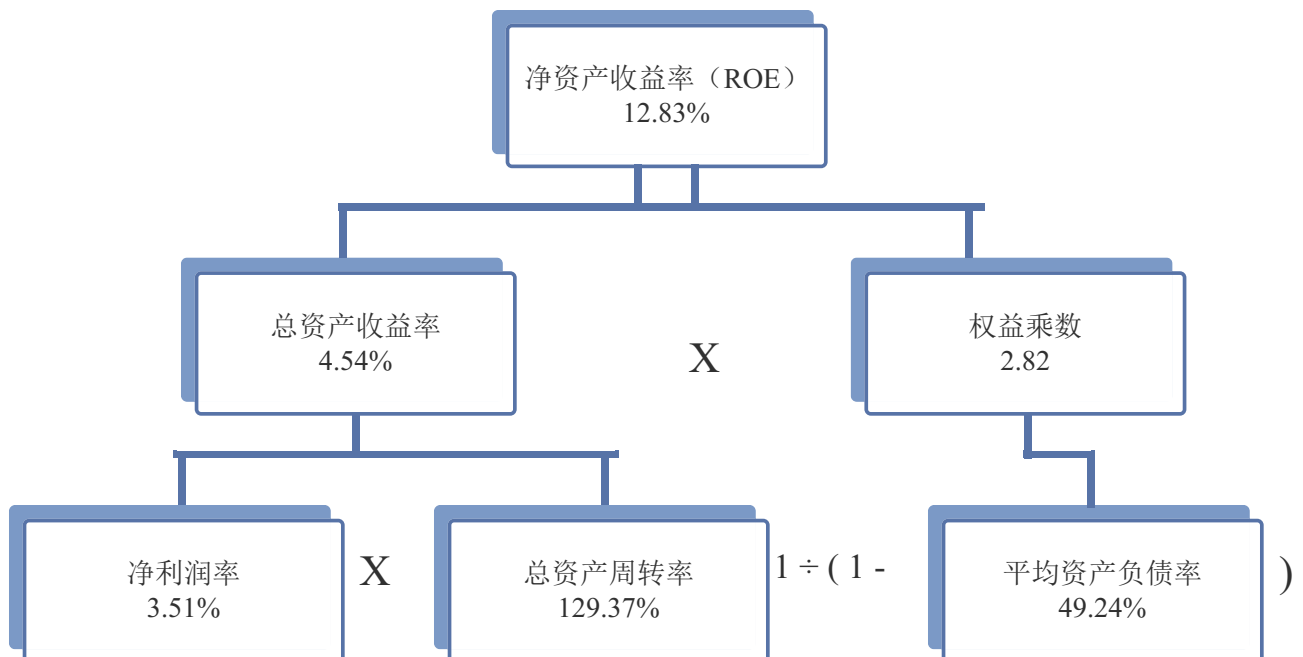 净资产收益率（ROE）
12.83%
总资产收益率
4.54%
X
权益乘数
2.82
净利润率
3.51%
X
总资产周转率
129.37%
1 ÷ ( 1 -
平均资产负债率
49.24%
)